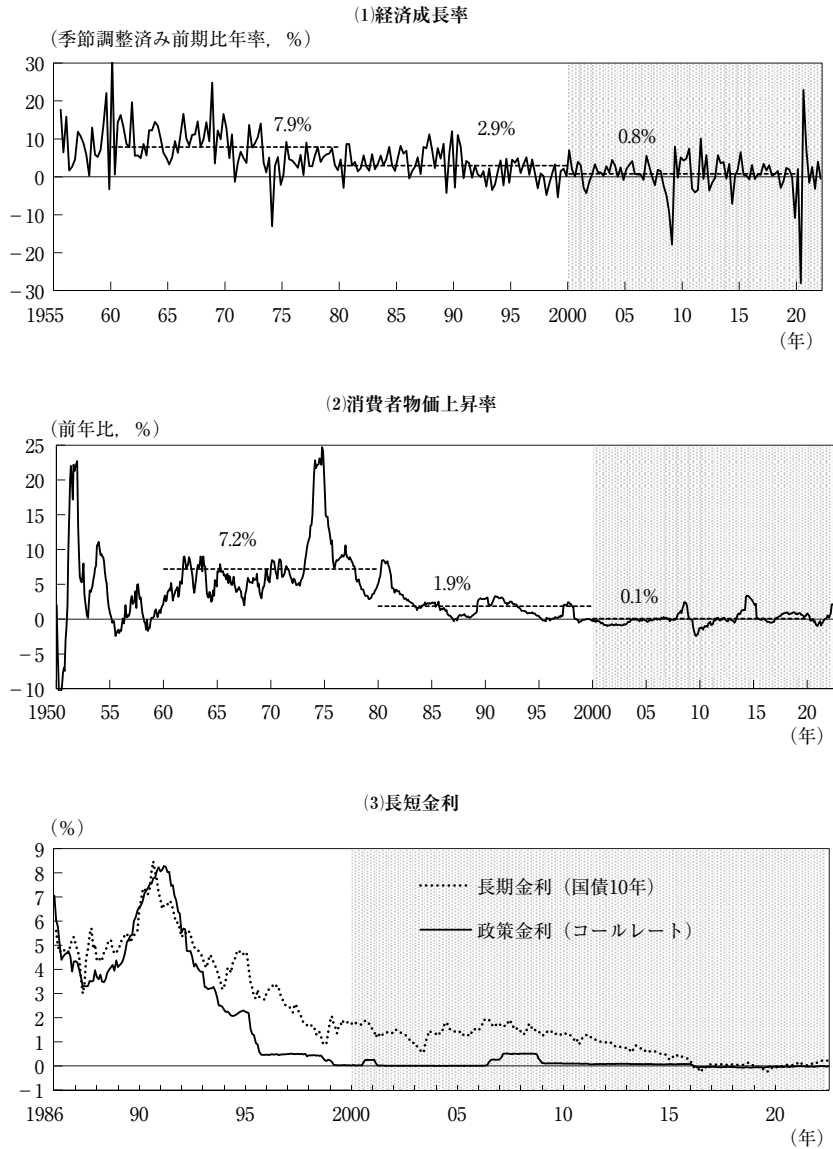 ⑴経済成長率
（季節調整済み前期比年率，%）
30
20
10
0
－10
－20
－30
7.9%
2.9%
0.8%
1955 60 65 70 75 80 85 90 95 2000 05 10 15 20
（年）
⑵消費者物価上昇率
（前年比，%）
25
20
15
10
5
0
－5
－10
7.2%
1.9%
0.1%
1950 55 60 65 70 75 80 85 90 95 2000 05 10 15 20
（年）
⑶長短金利
（%）
9
8
7
6
5
4
3
2
1
0
－1
長期金利（国債10年）
政策金利（コールレート）
1986 90 95 2000 05 10 15 20
（年）